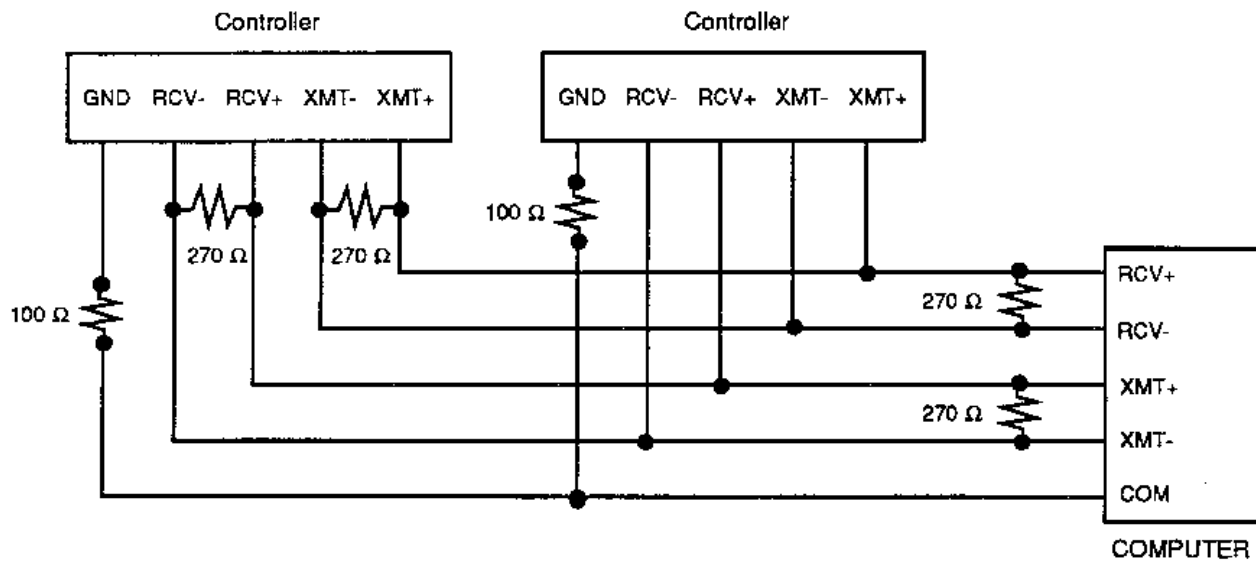 Controller
Controller
GND RCV- RCV+ XMT- XMT+
GND RCV- RCV+ XMT- XMT+
100 Ω
270 Ω
270 Ω
100 Ω
270 Ω
270 Ω
RCV+
RCV-
XMT+
XMT-
COM
COMPUTER